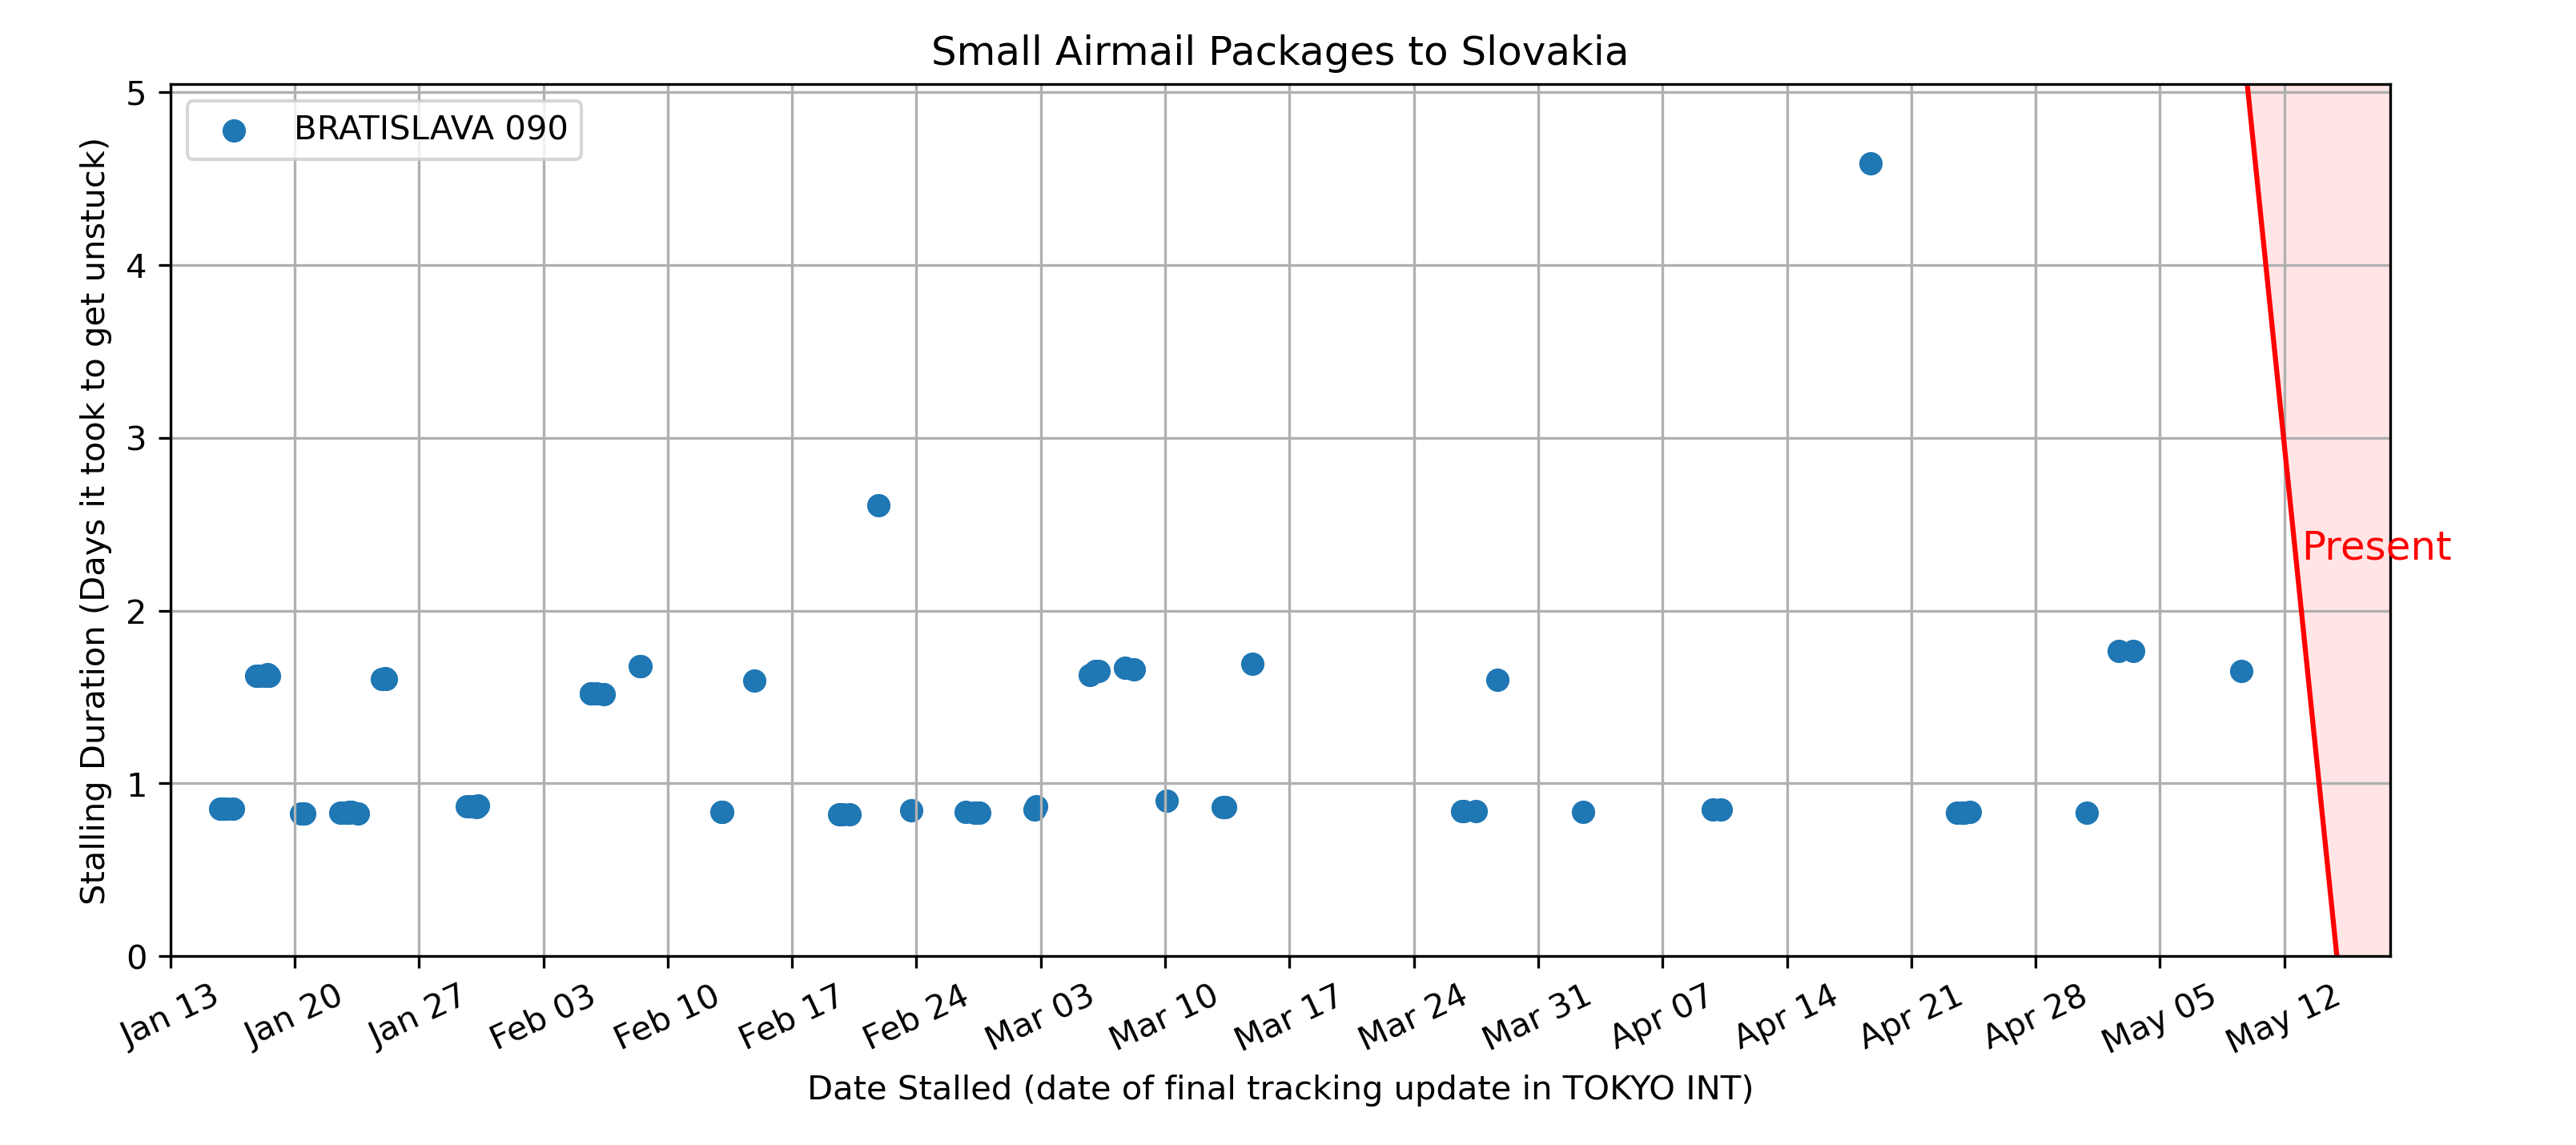 Small Airmail Packages to Slovakia
BRATISLAVA 090
Stalling Duration (Days it took to get unstuck)
5
4
3
2
1
0
Present
Jan 13
Jan 20
Jan 27
Feb 03
Feb 10
Feb 17
Feb 24
Mar 03
Mar 10
Mar 17
Mar 24
Mar 31
Apr 07
Apr 14
Apr 21
Apr 28
May 05
May 12
Date Stalled (date of final tracking update in TOKYO INT)